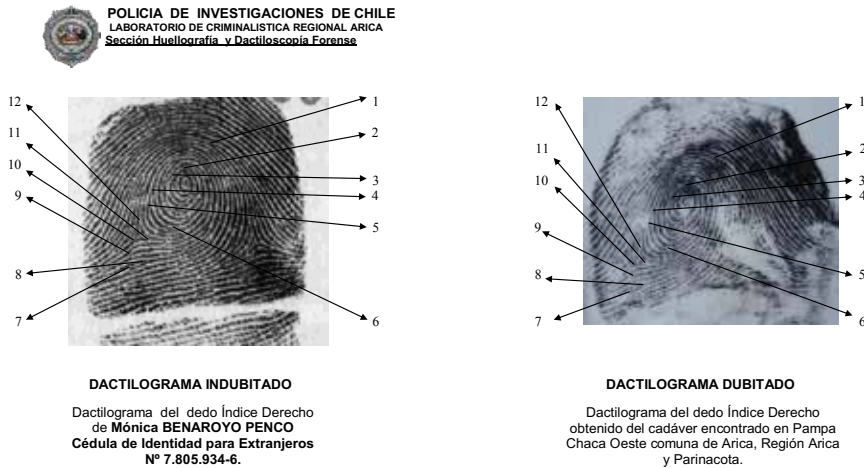 POLICIA DE INVESTIGACIONES DE CHILE
LABORATORIO DE CRIMINALISTICA REGIONAL ARICA
Sección Huellografía y Dactiloscopía Forense
12
11
10
9
8
7
1
2
3
4
5
6
12
11
10
9
8
7
1
2
3
4
5
6
DACTILOGRAMA INDUBITADO
Dactilograma del dedo Índice Derecho
de Mónica BENAROYO PENCO
Cédula de Identidad para Extranjeros
Nº 7.805.934-6.
DACTILOGRAMA DUBITADO
Dactilograma del dedo Índice Derecho
obtenido del cadáver encontrado en Pampa
Chaca Oeste comuna de Arica, Región Arica
y Parinacota.